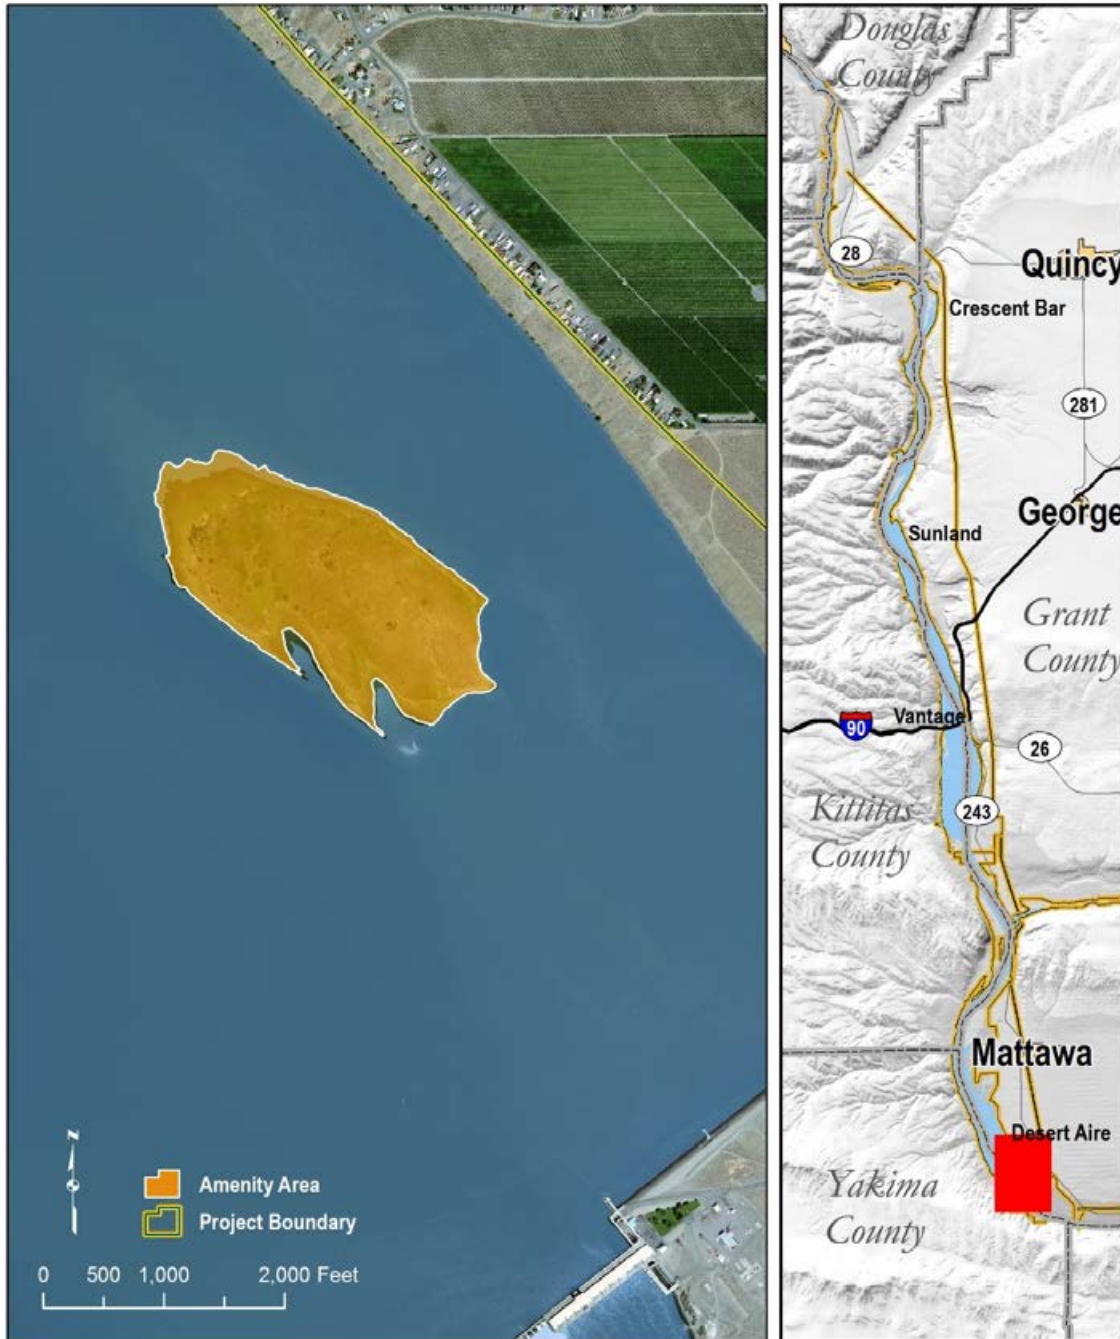 N
Amenity Area
Project Boundary
0 500 1,000 2,000 Feet
Douglas
County
28
Quincy
Crescent Bar
281
George
Sunland
Grant
County
Vantage
90
26
Kittitas
County
243
Mattawa
Desert Aire
Yakima
County